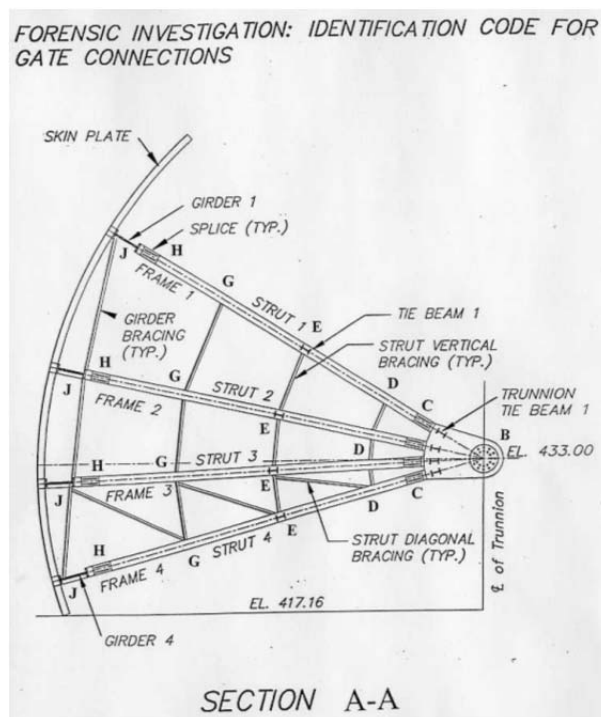 FORENSIC INVESTIGATION: IDENTIFICATION CODE FOR
GATE CONNECTIONS
SKIN PLATE
GIRDER 1
SPLICE (TYP.)
J
H
FRAME 1
G
STRUT 1
E
TIE BEAM 1
GIRDER
BRACING
(TYP.)
STRUT VERTICAL
BRACING (TYP.)
D
C
TRUNNION
TIE BEAM 1
B
EL. 433.00
J
H
FRAME 2
G
STRUT 2
E
D
J
H
FRAME 3
G
STRUT 3
E
D
C
STRUT DIAGONAL
BRACING (TYP.)
J
H
FRAME 4
G
STRUT 4
E
℄ of Trunnion
EL. 417.16
GIRDER 4
SECTION A-A